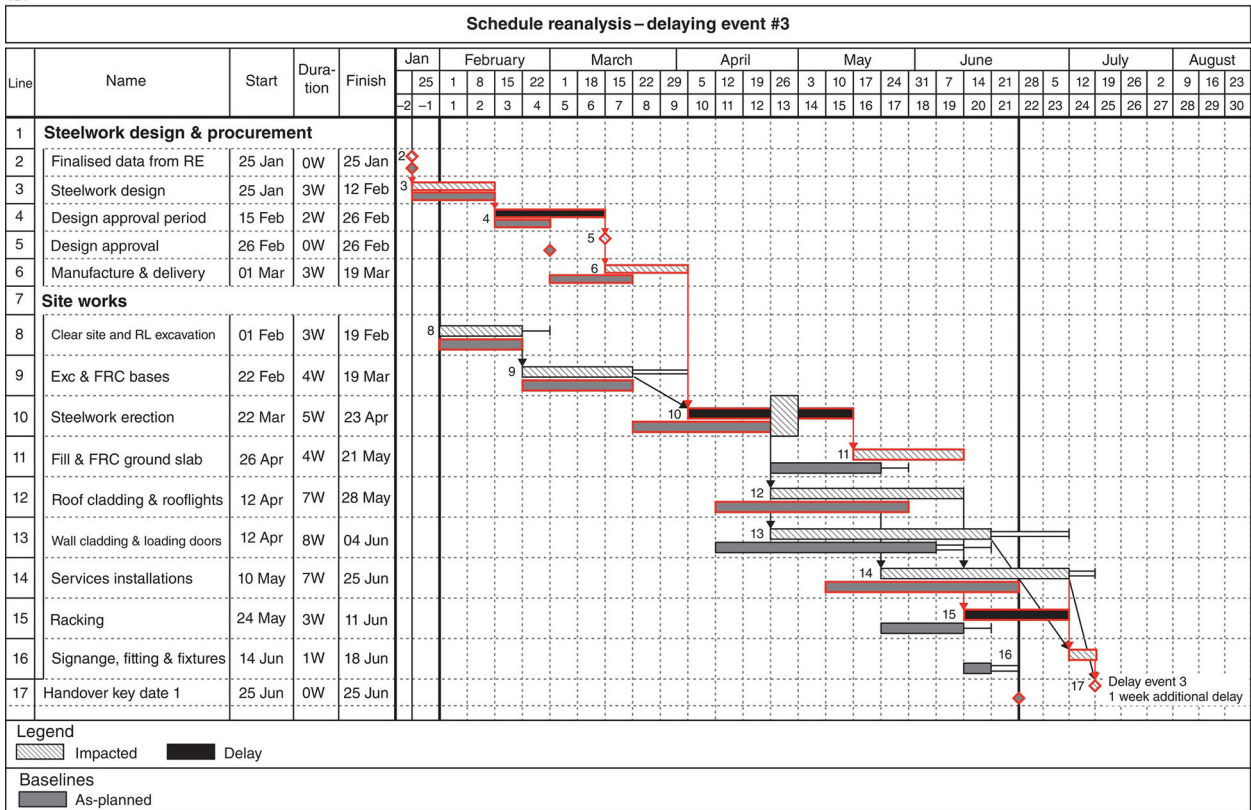 Schedule reanalysis – delaying event #3
Line Name Start Dura-tion Finish Jan February March April May June July August
25 1 8 15 22 1 18 15 22 29 5 12 19 26 3 10 17 24 31 7 14 21 28 5 12 19 26 2 9 16 23
–2 –1 1 2 3 4 5 6 7 8 9 10 11 12 13 14 15 16 17 18 19 20 21 22 23 24 25 26 27 28 29 30
1 Steelwork design & procurement
2 Finalised data from RE 25 Jan 0W 25 Jan 2
3 Steelwork design 25 Jan 3W 12 Feb 3
4 Design approval period 15 Feb 2W 26 Feb 4
5 Design approval 26 Feb 0W 26 Feb 5
6 Manufacture & delivery 01 Mar 3W 19 Mar 6
7 Site works
8 Clear site and RL excavation 01 Feb 3W 19 Feb 8
9 Exc & FRC bases 22 Feb 4W 19 Mar 9
10 Steelwork erection 22 Mar 5W 23 Apr 10
11 Fill & FRC ground slab 26 Apr 4W 21 May 11
12 Roof cladding & rooflights 12 Apr 7W 28 May 12
13 Wall cladding & loading doors 12 Apr 8W 04 Jun 13
14 Services installations 10 May 7W 25 Jun 14
15 Racking 24 May 3W 11 Jun 15
16 Signange, fitting & fixtures 14 Jun 1W 18 Jun 16
17 Handover key date 1 25 Jun 0W 25 Jun 17 Delay event 3
1 week additional delay
Legend
Impacted Delay
Baselines
As-planned